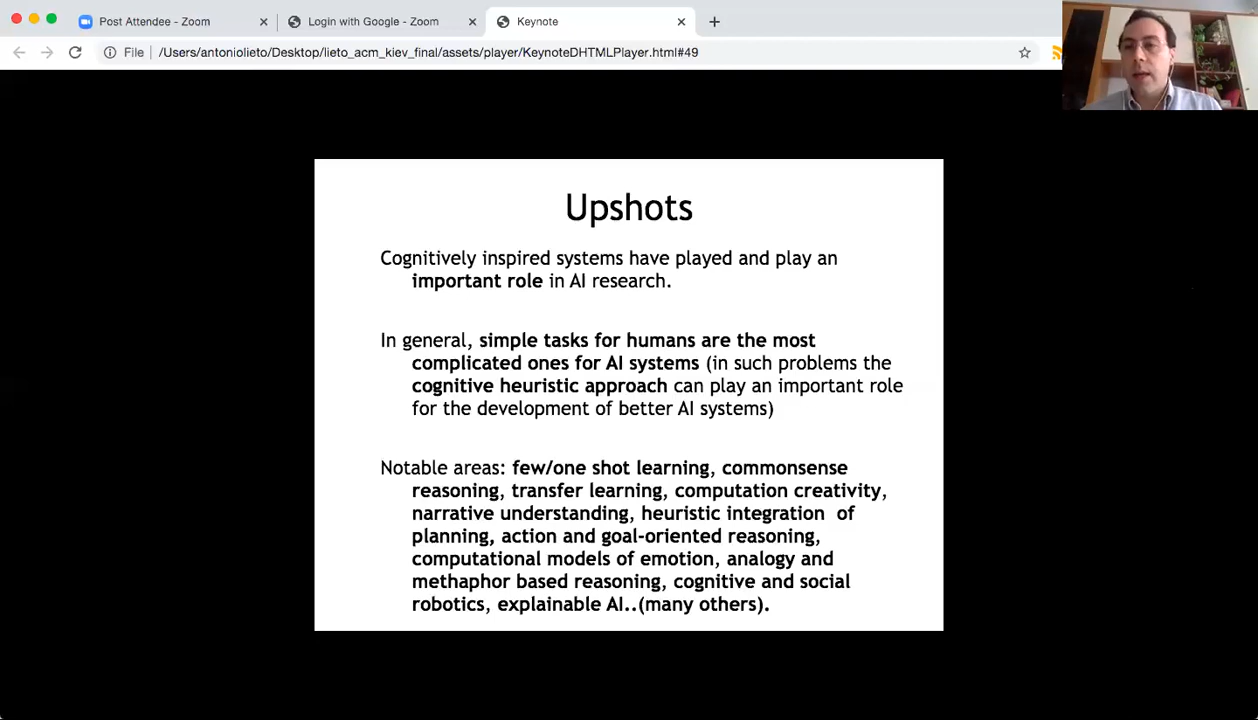 Post Attendee - Zoom
Login with Google - Zoom
Keynote
File
/Users/antoniolieto/Desktop/lieto_acm_kiev_final/assets/player/KeynoteDHTMLPlayer.html#49
Upshots
Cognitively inspired systems have played and play an
important role in AI research.
In general, simple tasks for humans are the most
complicated ones for AI systems (in such problems the
cognitive heuristic approach can play an important role
for the development of better AI systems)
Notable areas: few/one shot learning, commonsense
reasoning, transfer learning, computation creativity,
narrative understanding, heuristic integration of
planning, action and goal-oriented reasoning,
computational models of emotion, analogy and
methaphor based reasoning, cognitive and social
robotics, explainable AI..(many others).